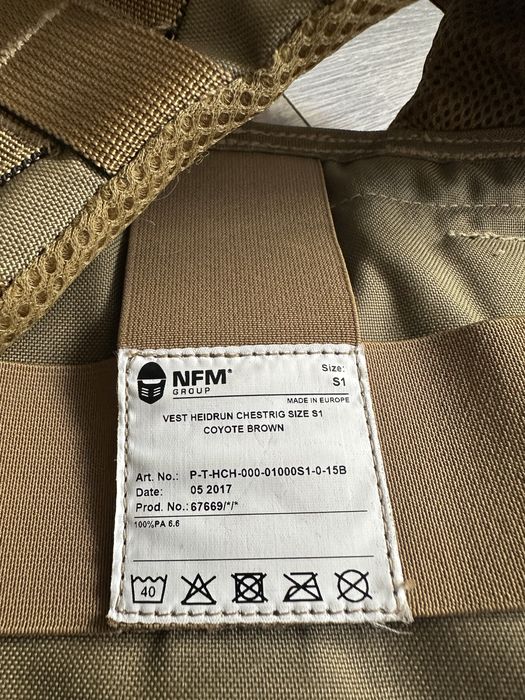 NFM®
GROUP
Size:
S1
MADE IN EUROPE
VEST HEIDRUN CHESTRIG SIZE S1
COYOTE BROWN
Art. No.: P-T-HCH-000-01000S1-0-15B
Date: 05 2017
Prod. No.: 67669/*/*
100%PA 6.6
40